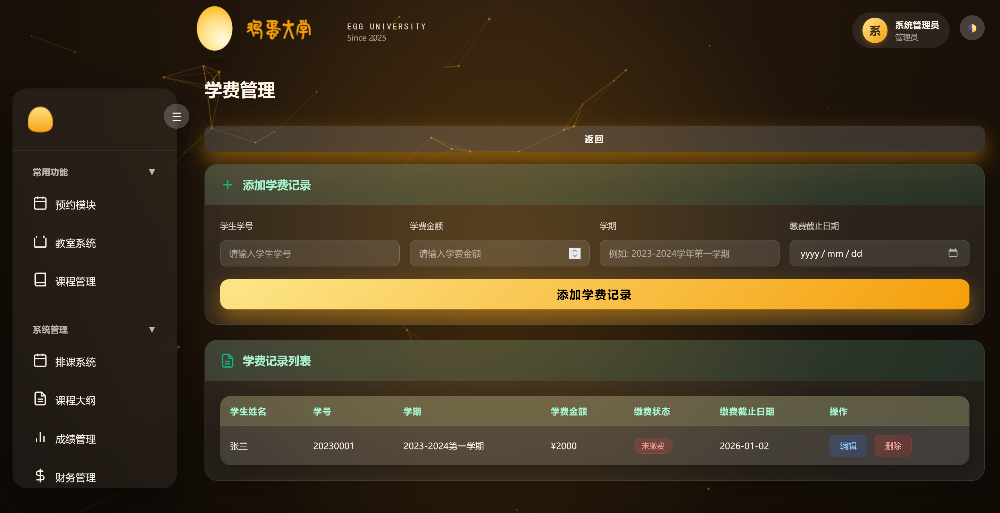 鸡蛋大学
EGG UNIVERSITY
Since 2025
系
系统管理员
管理员
学费管理
返回
常用功能
预约模块
教室系统
课程管理
系统管理
排课系统
课程大纲
成绩管理
财务管理
添加学费记录
学生学号
学费金额
学期
缴费截止日期
请输入学生学号
请输入学费金额
例如: 2023-2024学年第一学期
yyyy / mm / dd
添加学费记录
学费记录列表
学生姓名 学号 学期 学费金额 缴费状态 缴费截止日期 操作
张三 20230001 2023-2024第一学期 ¥2000 未缴费 2026-01-02 编辑 删除